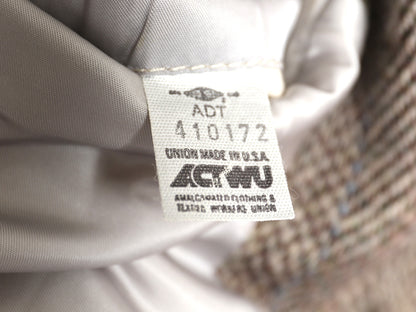 ADT
410172
UNION MADE IN U.S.A.
ACTWU
AMALGAMATED CLOTHING &
TEXTILE WORKERS UNION